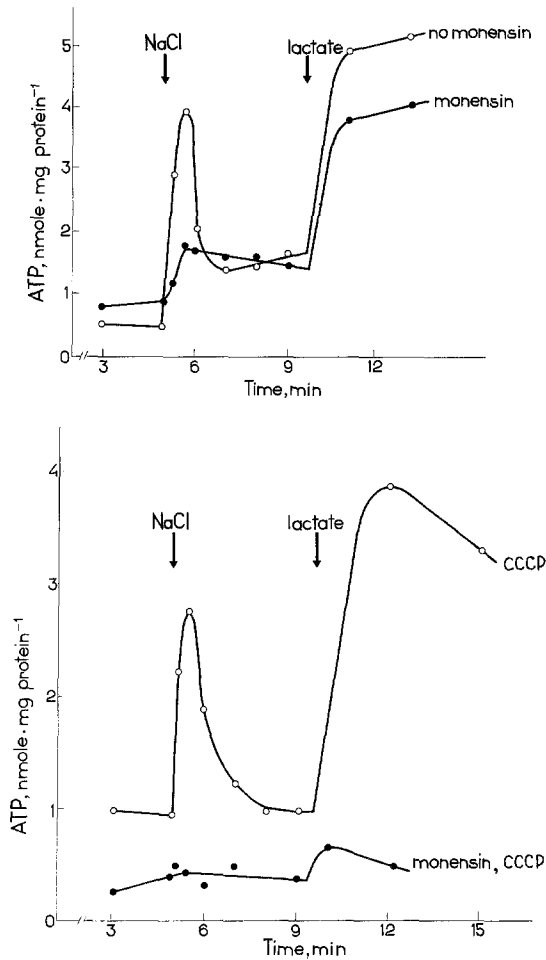 NaCl
lactate
no monensin
monensin
5
4
3
2
1
0
ATP, nmole·mg protein⁻¹
3 6 9 12
Time, min
NaCl
lactate
CCCP
monensin, CCCP
4
3
2
1
0
ATP, nmole·mg protein⁻¹
3 6 9 12 15
Time, min